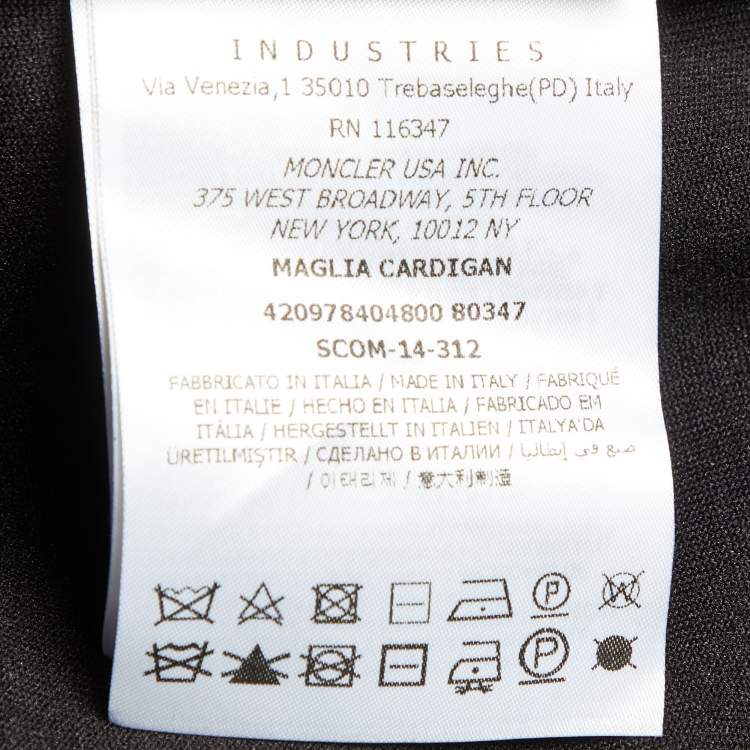 INDUSTRIES
Via Venezia,1 35010 Trebaseleghe(PD) Italy
RN 116347
MONCLER USA INC.
375 WEST BROADWAY, 5TH FLOOR
NEW YORK, 10012 NY
MAGLIA CARDIGAN
420978404800 80347
SCOM-14-312
FABBRICATO IN ITALIA / MADE IN ITALY / FABRIQUÉ
EN ITALIE / HECHO EN ITALIA / FABRICADO EM
ITÁLIA / HERGESTELLT IN ITALIEN / ITALYA'DA
ÜRETILMIŞTIR / СДЕЛАНО В ИТАЛИИ / صنع في إيطاليا
/ 이태리제 / 意大利制造
P W
P